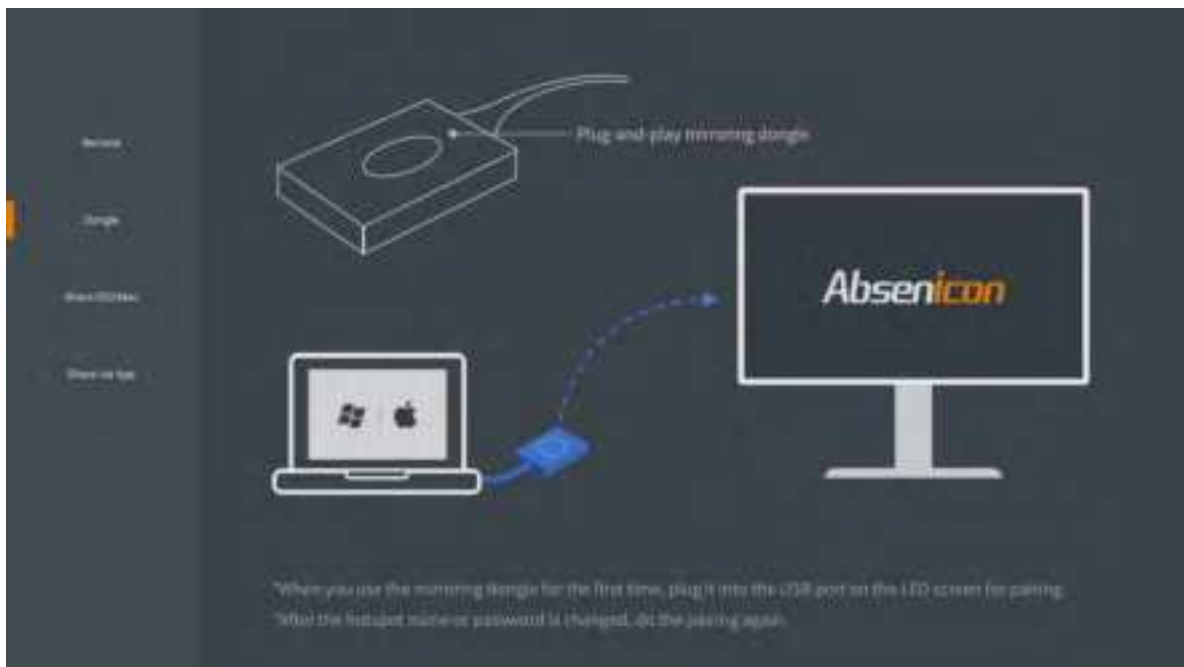 Remote
Dongle
Plug-and-play mirroring dongle
Absenicon
*When you use the mirroring dongle for the first time, plug it into the USB port on the LED screen for pairing.
*After the hotspot name or password is changed, do the pairing again.